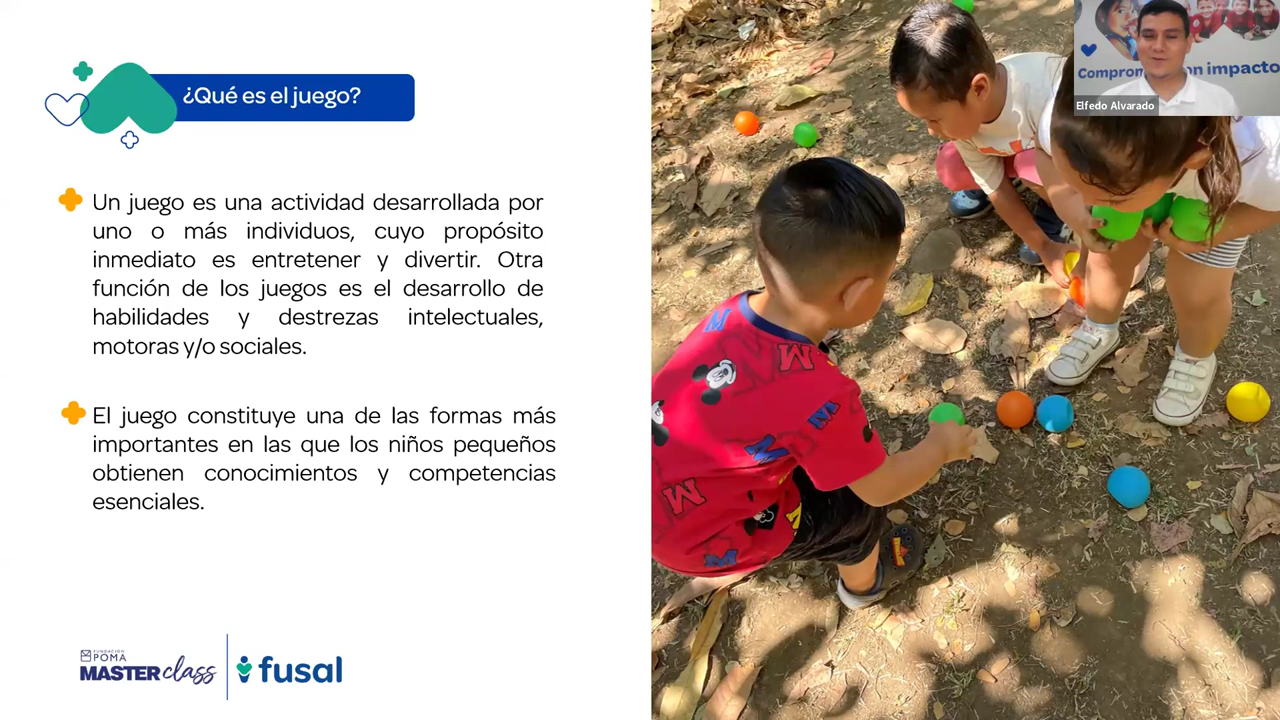 ¿Qué es el juego?
Un juego es una actividad desarrollada por
uno o más individuos, cuyo propósito
inmediato es entretener y divertir. Otra
función de los juegos es el desarrollo de
habilidades y destrezas intelectuales,
motoras y/o sociales.
El juego constituye una de las formas más
importantes en las que los niños pequeños
obtienen conocimientos y competencias
esenciales.
FUNDACIÓN
POMA
MASTER class
fusal
on impacto
Elfedo Alvarado